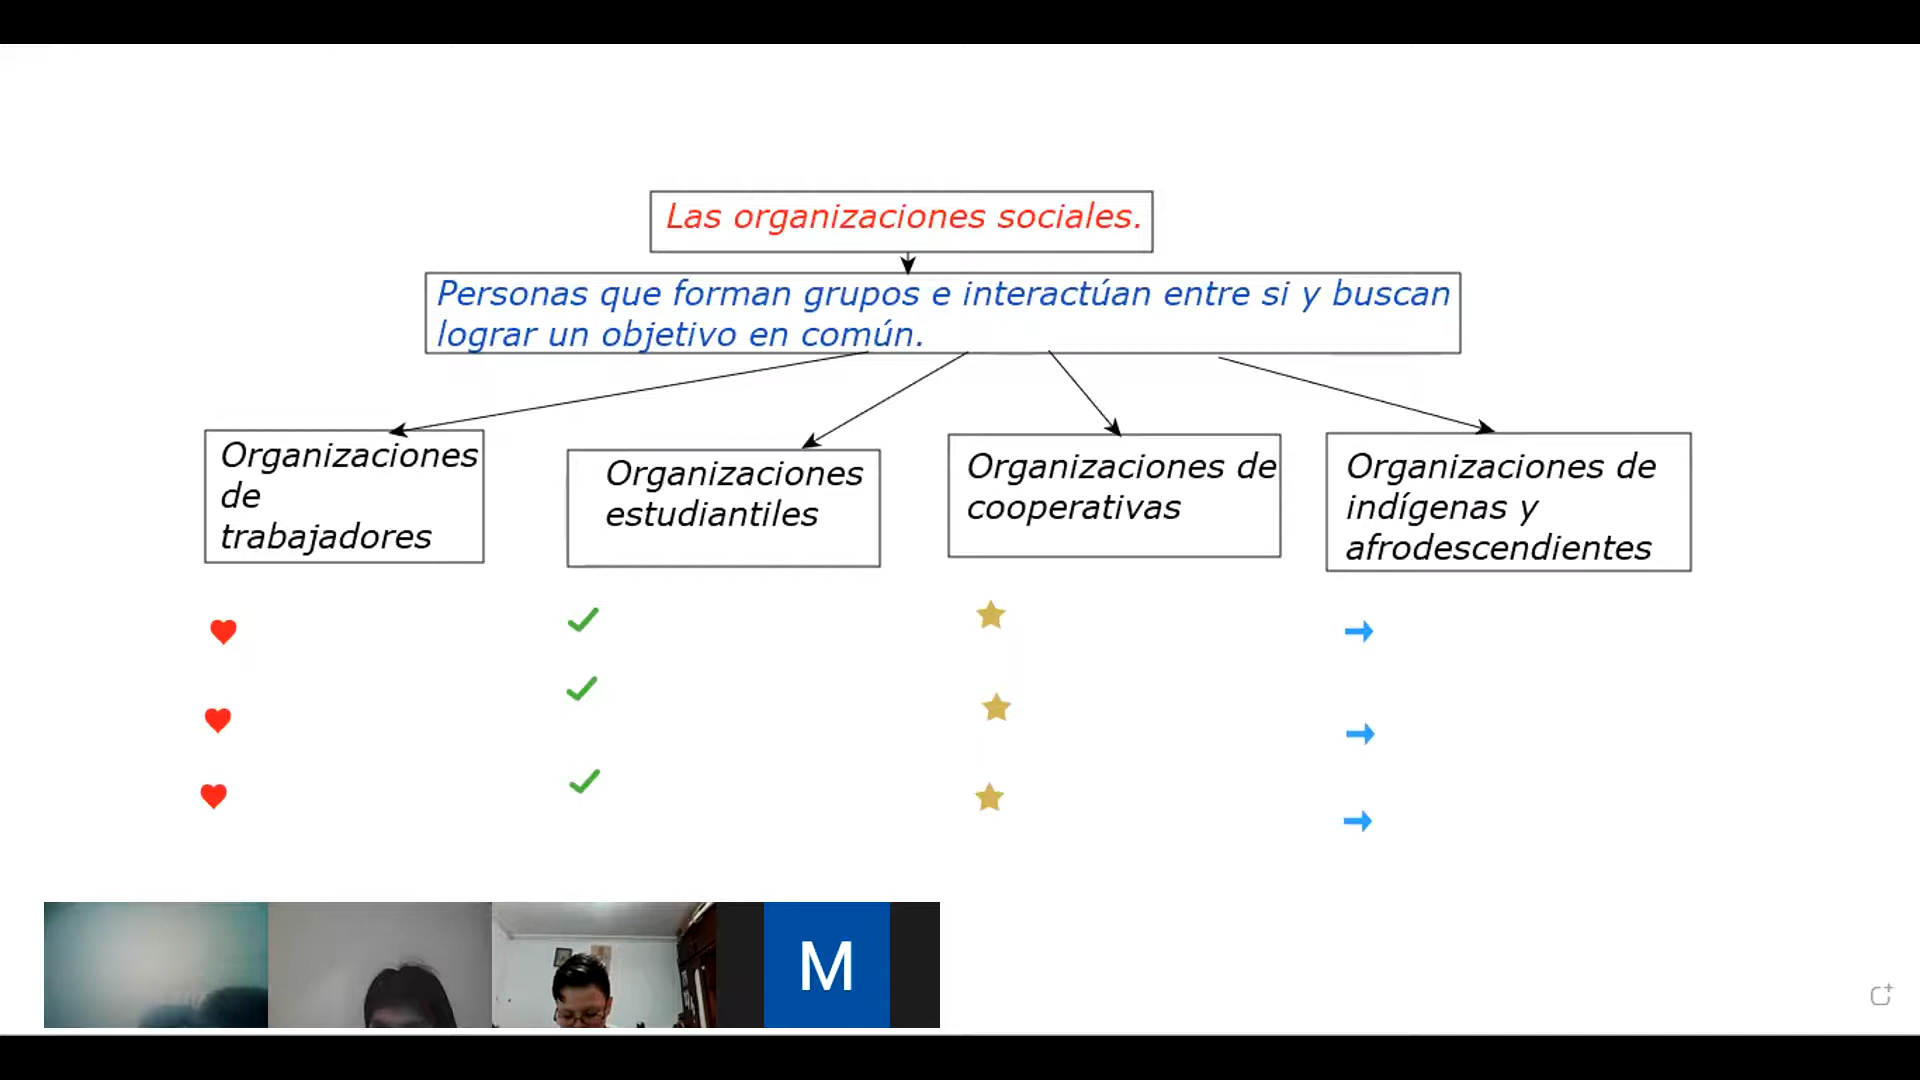 Las organizaciones sociales.
Personas que forman grupos e interactúan entre si y buscan
lograr un objetivo en común.
Organizaciones
de
trabajadores
Organizaciones
estudiantiles
Organizaciones de
cooperativas
Organizaciones de
indígenas y
afrodescendientes
M